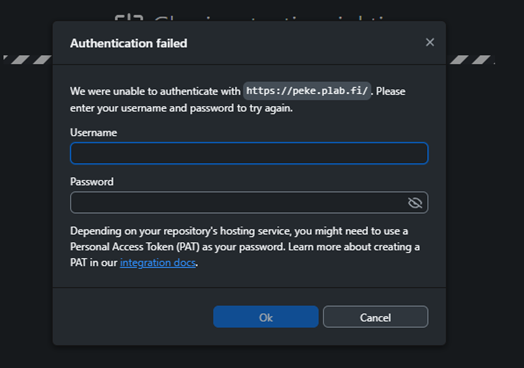 Authentication failed
We were unable to authenticate with https://peke.plab.fi/. Please
enter your username and password to try again.
Username
Password
Depending on your repository's hosting service, you might need to use a
Personal Access Token (PAT) as your password. Learn more about creating a
PAT in our integration docs.
Ok
Cancel